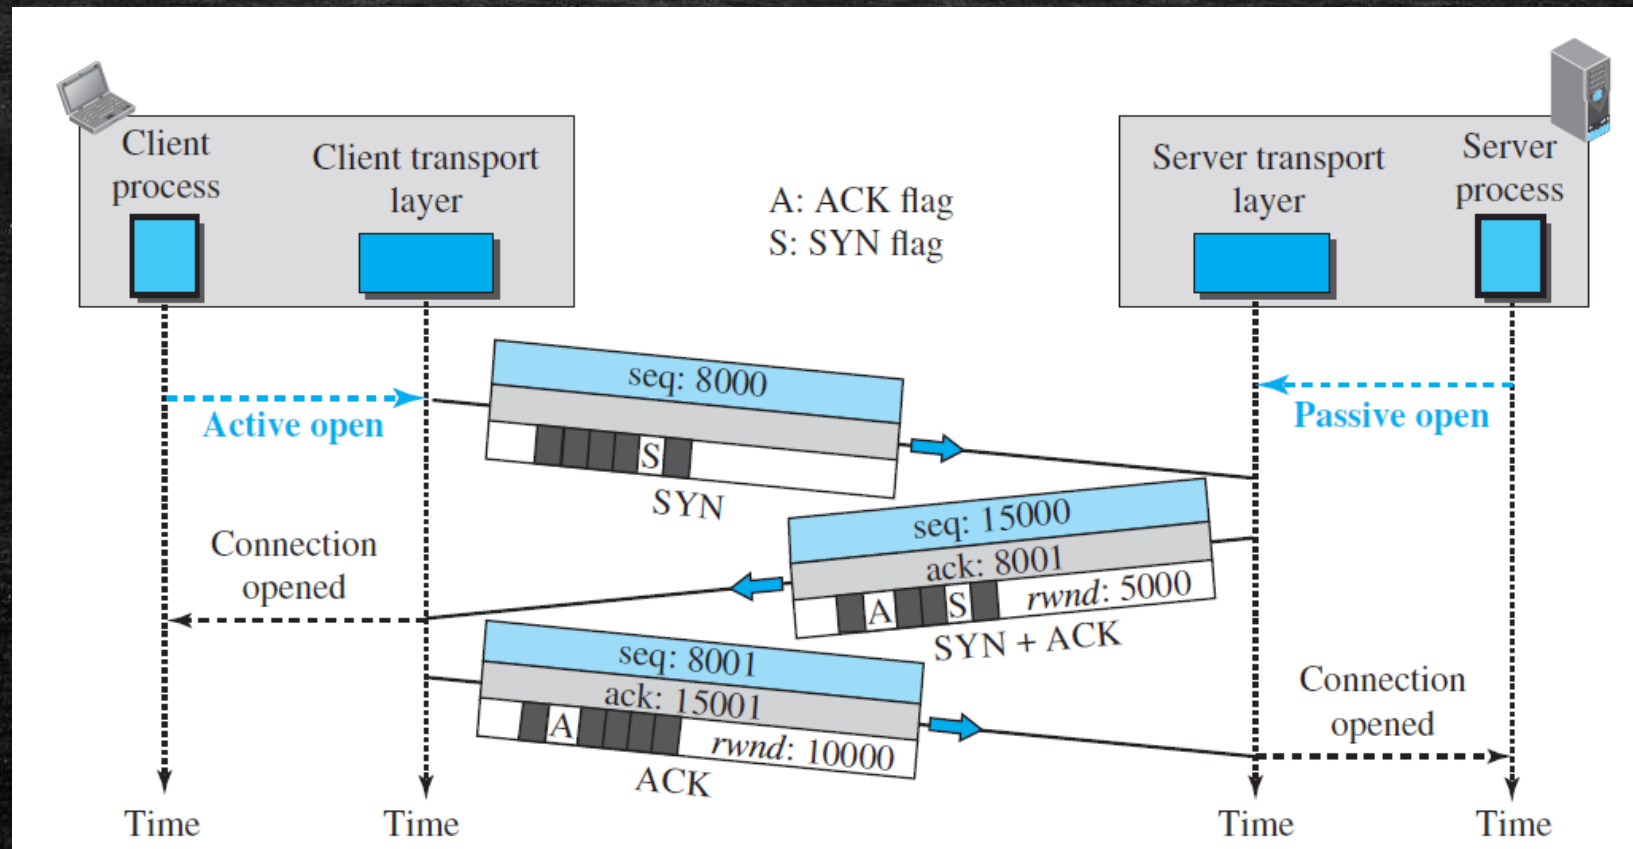 Client
process
Client transport
layer
A: ACK flag
S: SYN flag
Server transport
layer
Server
process
seq: 8000
S
SYN
Active open
Passive open
seq: 15000
ack: 8001
A S rwnd: 5000
SYN + ACK
Connection
opened
seq: 8001
ack: 15001
A rwnd: 10000
ACK
Connection
opened
Time
Time
Time
Time